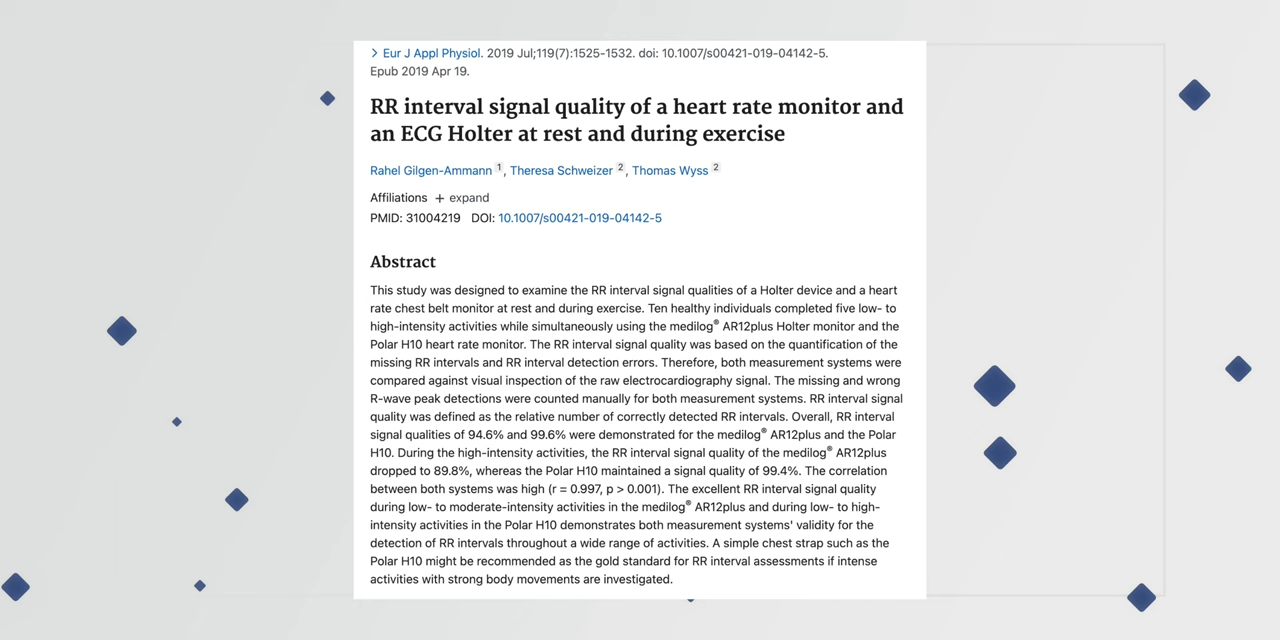 > Eur J Appl Physiol. 2019 Jul;119(7):1525-1532. doi: 10.1007/s00421-019-04142-5.
Epub 2019 Apr 19.
RR interval signal quality of a heart rate monitor and
an ECG Holter at rest and during exercise
Rahel Gilgen-Ammann 1, Theresa Schweizer 2, Thomas Wyss 2
Affiliations + expand
PMID: 31004219 DOI: 10.1007/s00421-019-04142-5
Abstract
This study was designed to examine the RR interval signal qualities of a Holter device and a heart
rate chest belt monitor at rest and during exercise. Ten healthy individuals completed five low- to
high-intensity activities while simultaneously using the medilog® AR12plus Holter monitor and the
Polar H10 heart rate monitor. The RR interval signal quality was based on the quantification of the
missing RR intervals and RR interval detection errors. Therefore, both measurement systems were
compared against visual inspection of the raw electrocardiography signal. The missing and wrong
R-wave peak detections were counted manually for both measurement systems. RR interval signal
quality was defined as the relative number of correctly detected RR intervals. Overall, RR interval
signal qualities of 94.6% and 99.6% were demonstrated for the medilog® AR12plus and the Polar
H10. During the high-intensity activities, the RR interval signal quality of the medilog® AR12plus
dropped to 89.8%, whereas the Polar H10 maintained a signal quality of 99.4%. The correlation
between both systems was high (r = 0.997, p > 0.001). The excellent RR interval signal quality
during low- to moderate-intensity activities in the medilog® AR12plus and during low- to high-
intensity activities in the Polar H10 demonstrates both measurement systems' validity for the
detection of RR intervals throughout a wide range of activities. A simple chest strap such as the
Polar H10 might be recommended as the gold standard for RR interval assessments if intense
activities with strong body movements are investigated.